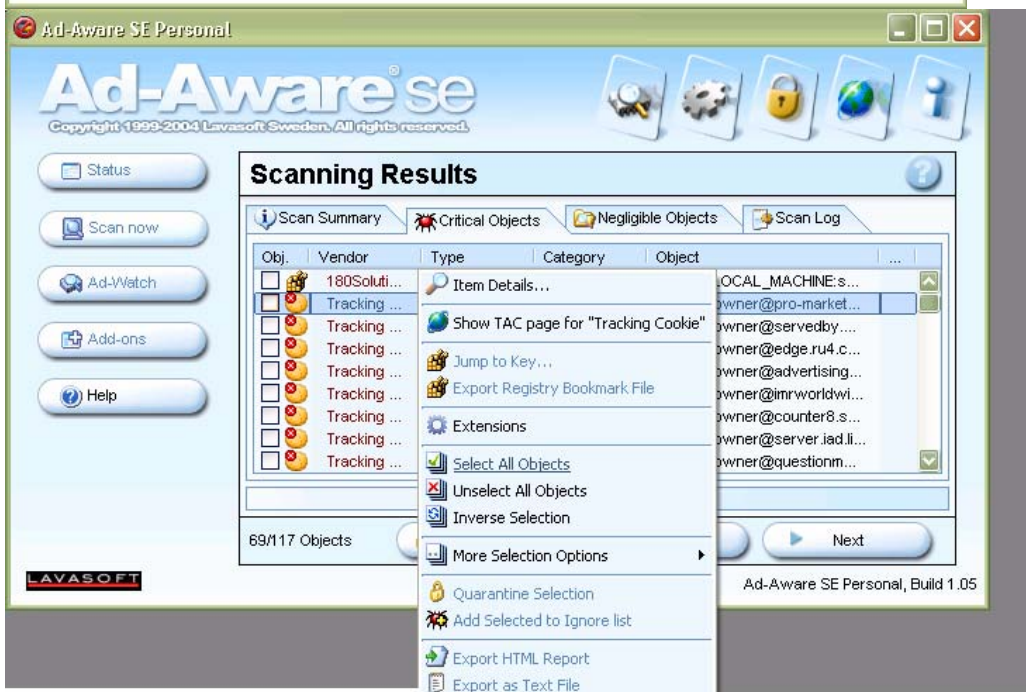 Ad-Aware SE Personal
Ad-Aware® se
Copyright 1999-2004 Lavasoft Sweden. All rights reserved.
Status
Scan now
Ad-Watch
Add-ons
Help
Scanning Results
Scan Summary
Critical Objects
Negligible Objects
Scan Log
Obj. Vendor Type Category Object ...
180Soluti... OCAL_MACHINE:s...
Tracking ... owner@pro-market...
Tracking ... owner@servedby....
Tracking ... owner@edge.ru4.c...
Tracking ... owner@advertising...
Tracking ... owner@imrworldwi...
Tracking ... owner@counter8.s...
Tracking ... owner@server.iad.li...
Tracking ... owner@questionm...
Item Details...
Show TAC page for "Tracking Cookie"
Jump to Key...
Export Registry Bookmark File
Extensions
Select All Objects
Unselect All Objects
Inverse Selection
More Selection Options
Quarantine Selection
Add Selected to Ignore list
Export HTML Report
Export as Text File
69/117 Objects
Next
LAVASOFT
Ad-Aware SE Personal, Build 1.05